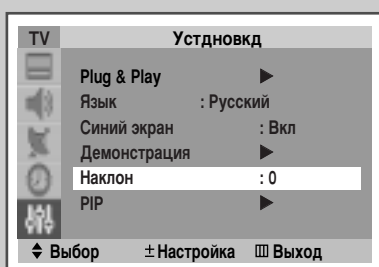 TV Устдновкд
Plug & Play ▶
Язык : Русский
Синий экран : Вкл
Демонстрация ▶
Наклон : 0
PIP ▶
Выбор ±Настройка Выход